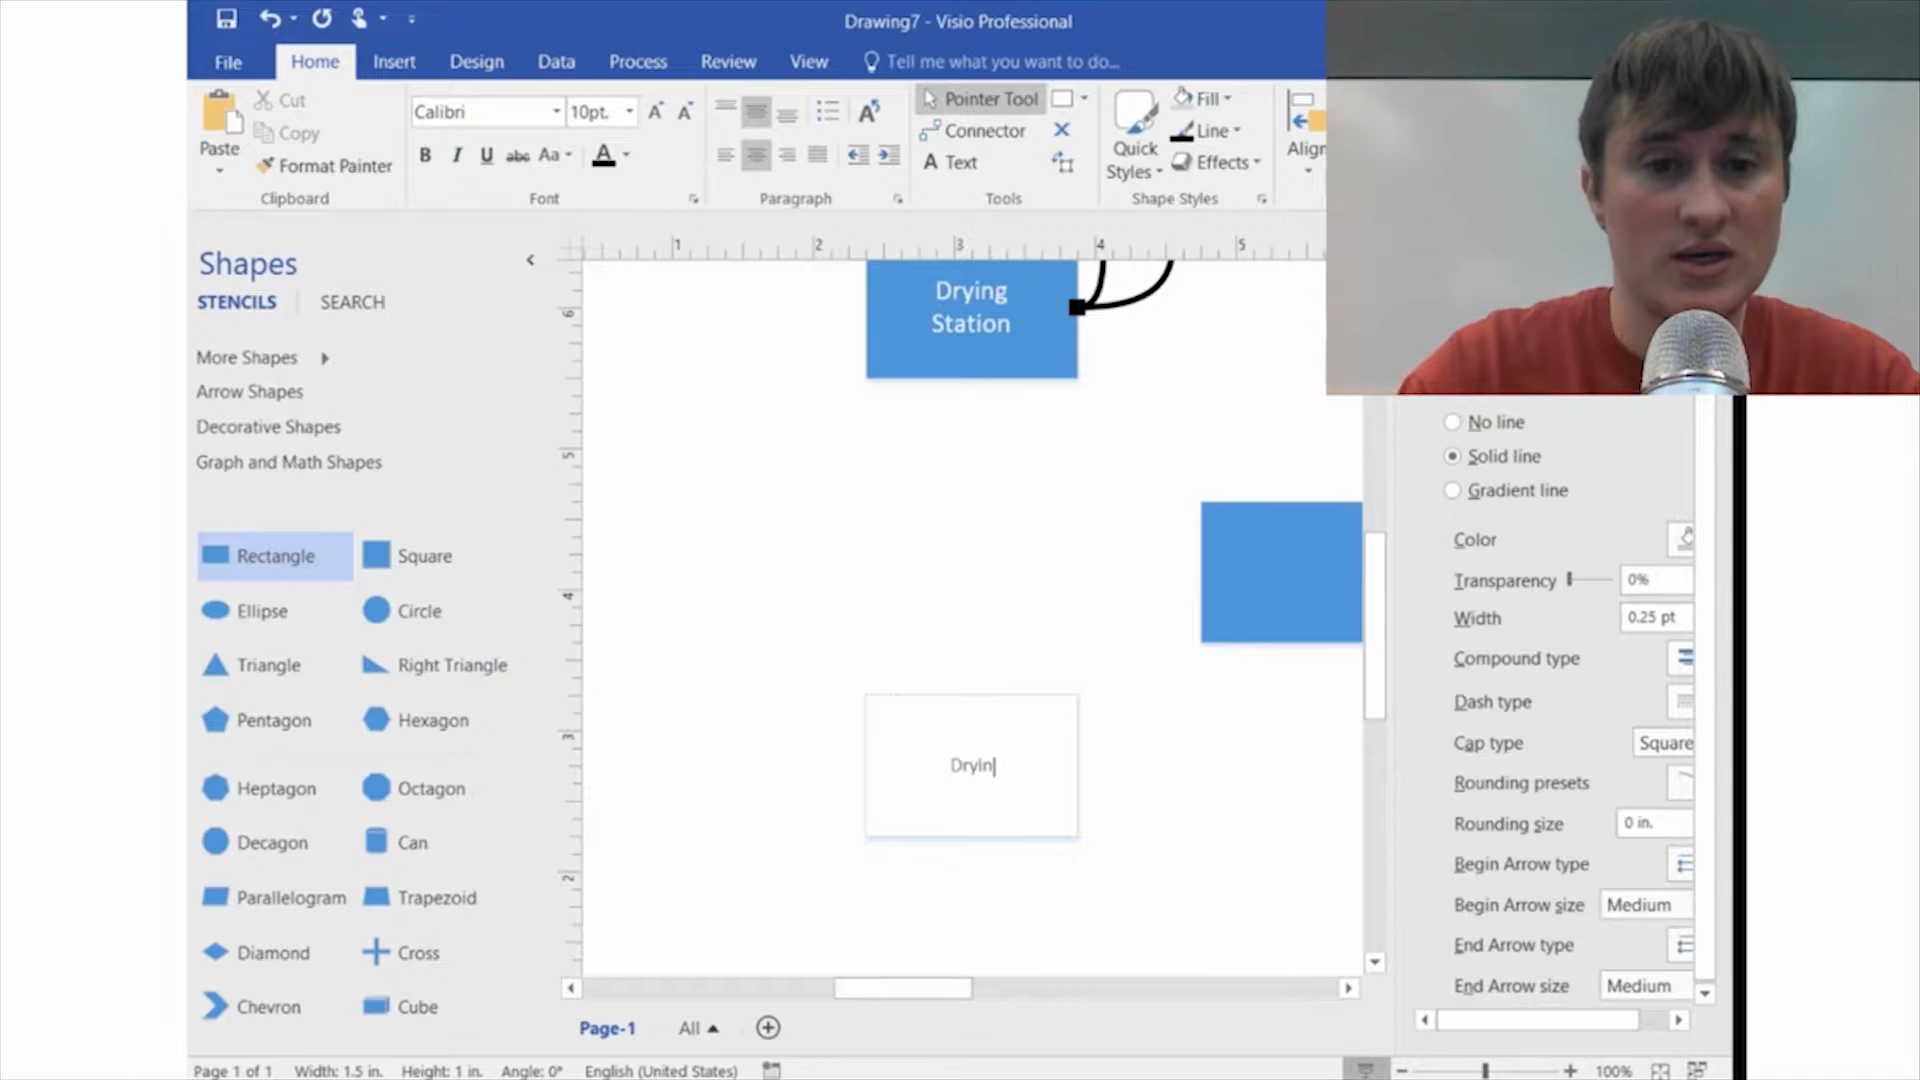 Drawing7 - Visio Professional
File Home Insert Design Data Process Review View Tell me what you want to do...
Paste
Cut
Copy
Format Painter
Clipboard
Calibri 10pt.
B I U abc Aa A
Font
Paragraph
Pointer Tool
Connector
A Text
Tools
Quick Styles
Fill
Line
Effects
Shape Styles
Align
Shapes
STENCILS SEARCH
More Shapes
Arrow Shapes
Decorative Shapes
Graph and Math Shapes
Rectangle Square
Ellipse Circle
Triangle Right Triangle
Pentagon Hexagon
Heptagon Octagon
Decagon Can
Parallelogram Trapezoid
Diamond Cross
Chevron Cube
1 2 3 4 5
6
5
4
3
2
Drying
Station
DryIn
No line
Solid line
Gradient line
Color
Transparency 0%
Width 0.25 pt
Compound type
Dash type
Cap type Square
Rounding presets
Rounding size 0 in.
Begin Arrow type
Begin Arrow size Medium
End Arrow type
End Arrow size Medium
Page-1 All
Page 1 of 1 Width: 1.5 in. Height: 1 in. Angle: 0° English (United States) 100%